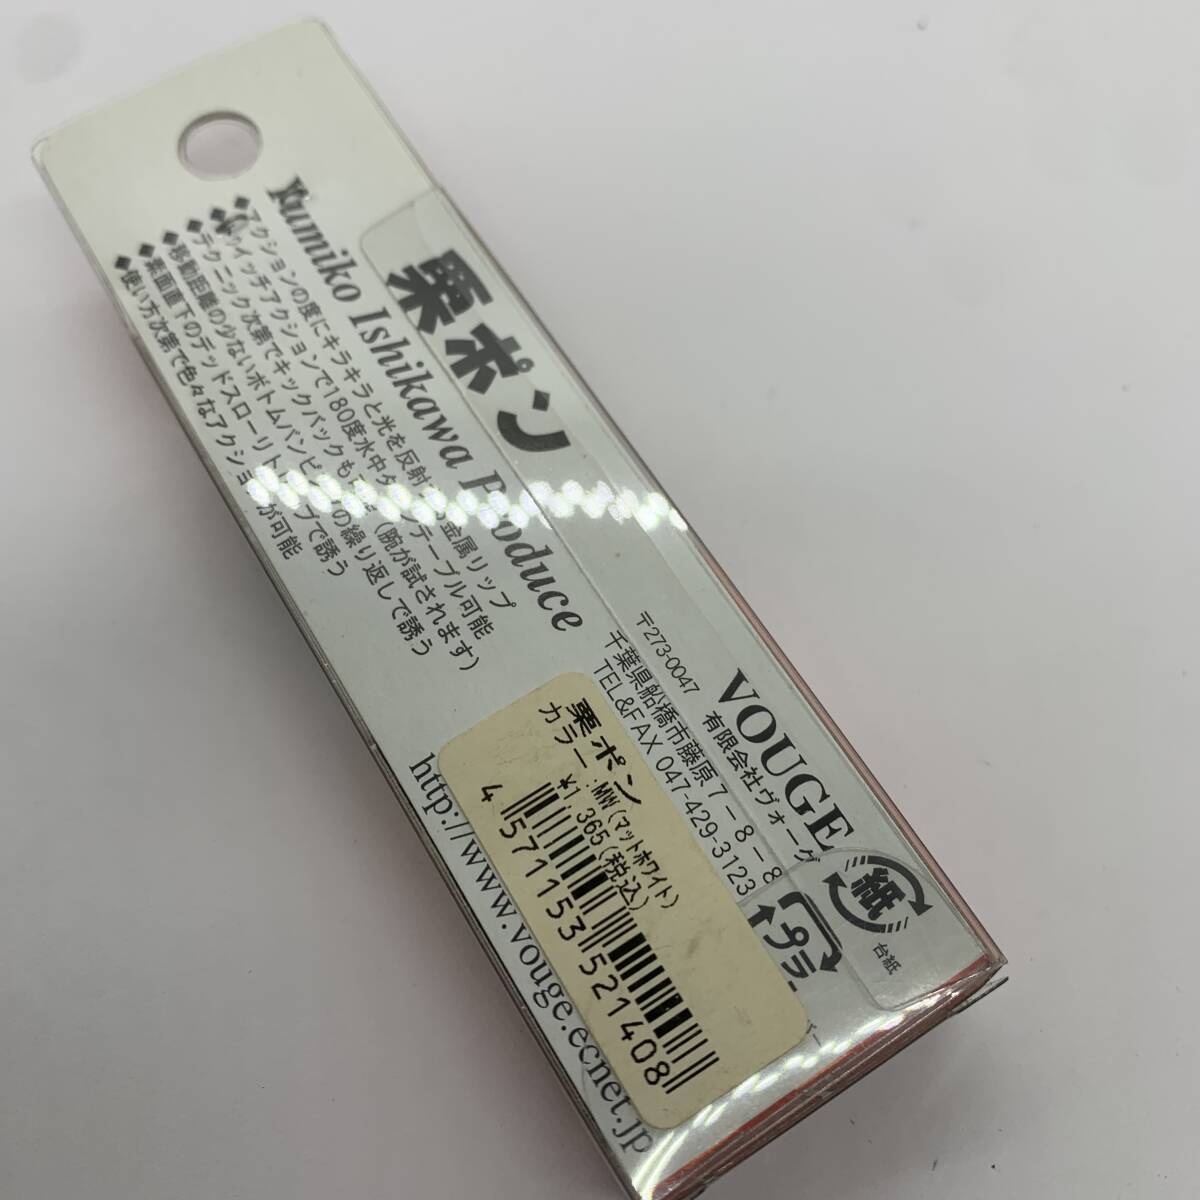 栗ポン
Yumiko Ishikawa Produce
◆アクションの度にキラキラと光を反射 金属リップ
イッチアクションで180度水中ターンテーブル可能
◆テクニック次第でキックバックも (腕が試されます)
◆移動距離の少ないボトムバンピ の繰り返しで誘う
◆素面直下のデッドスローリト ブで誘う
◆使い方次第で色々なアクションが可能
VOUGE
有限会社ヴォーグ
〒273-0047
千葉県船橋市藤原7-8-8
TEL&FAX 047-429-3123
http://www.vouge.ecnet.jp
栗ポン
カラー:MW(マットホワイト)
¥1,365(税込)
4 571153 521408
紙
台紙
プラ